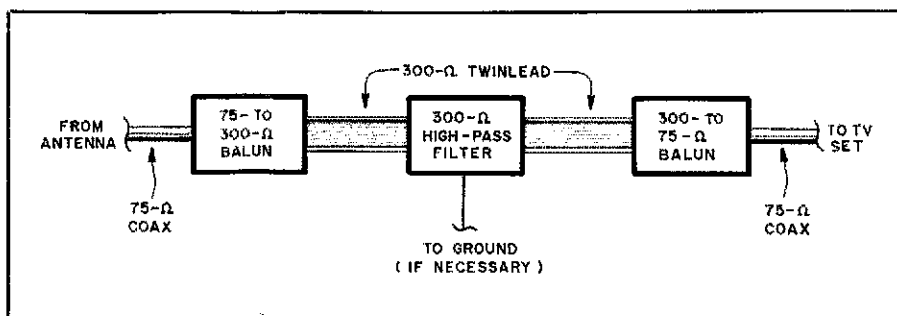 300-Ω TWINLEAD
FROM
ANTENNA
75- TO
300-Ω
BALUN
300-Ω
HIGH-PASS
FILTER
300- TO
75-Ω
BALUN
TO TV
SET
75-Ω
COAX
TO GROUND
( IF NECESSARY )
75-Ω
COAX